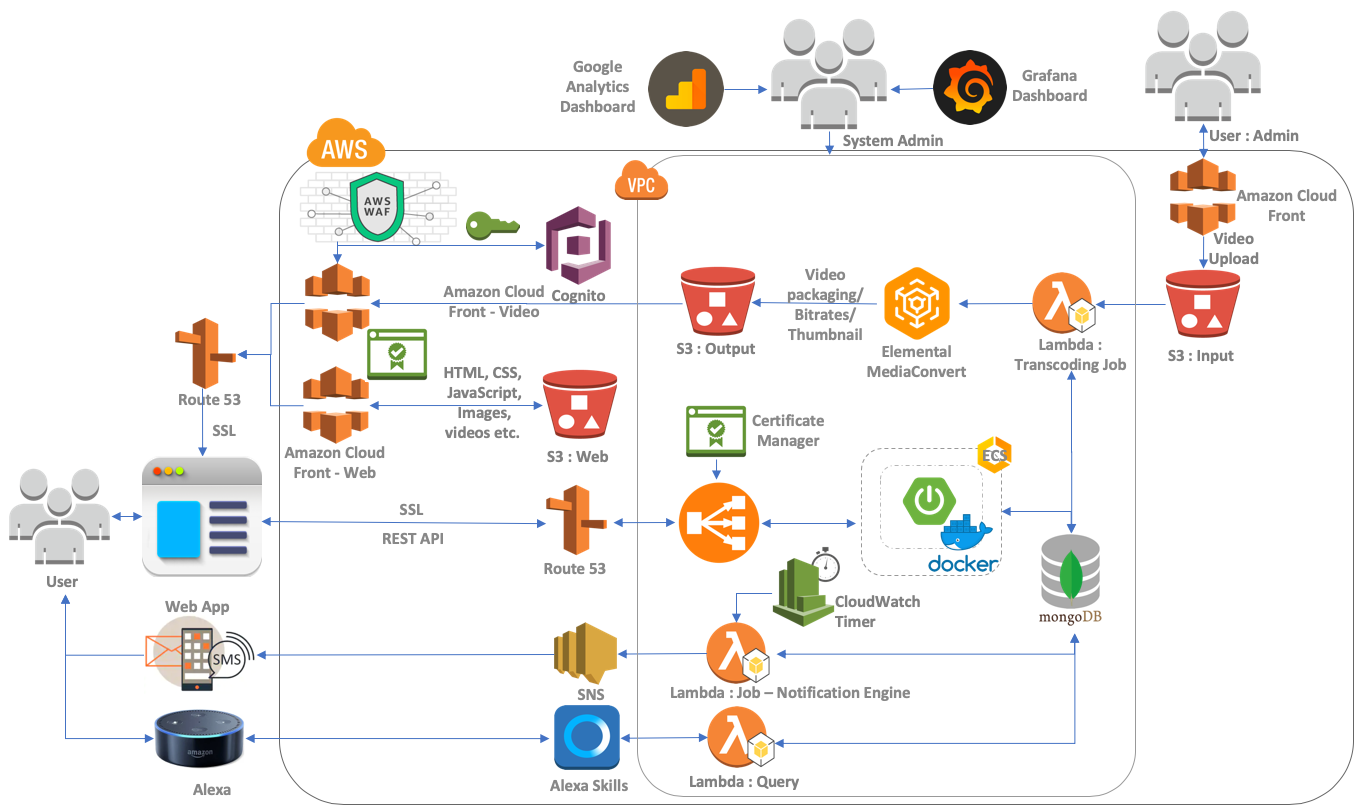 Google
Analytics
Dashboard
Grafana
Dashboard
System Admin
User : Admin
AWS
VPC
AWS
WAF
Amazon Cloud
Front
Video
Upload
Cognito
Amazon Cloud
Front - Video
Video
packaging/
Bitrates/
Thumbnail
S3 : Output
Elemental
MediaConvert
Lambda :
Transcoding Job
S3 : Input
Route 53
SSL
HTML, CSS,
JavaScript,
Images,
videos etc.
Amazon Cloud
Front - Web
S3 : Web
Certificate
Manager
ECS
SSL
REST API
Route 53
docker
User
Web App
CloudWatch
Timer
mongoDB
SMS
SNS
Lambda : Job – Notification Engine
amazon
Alexa
Alexa Skills
Lambda : Query